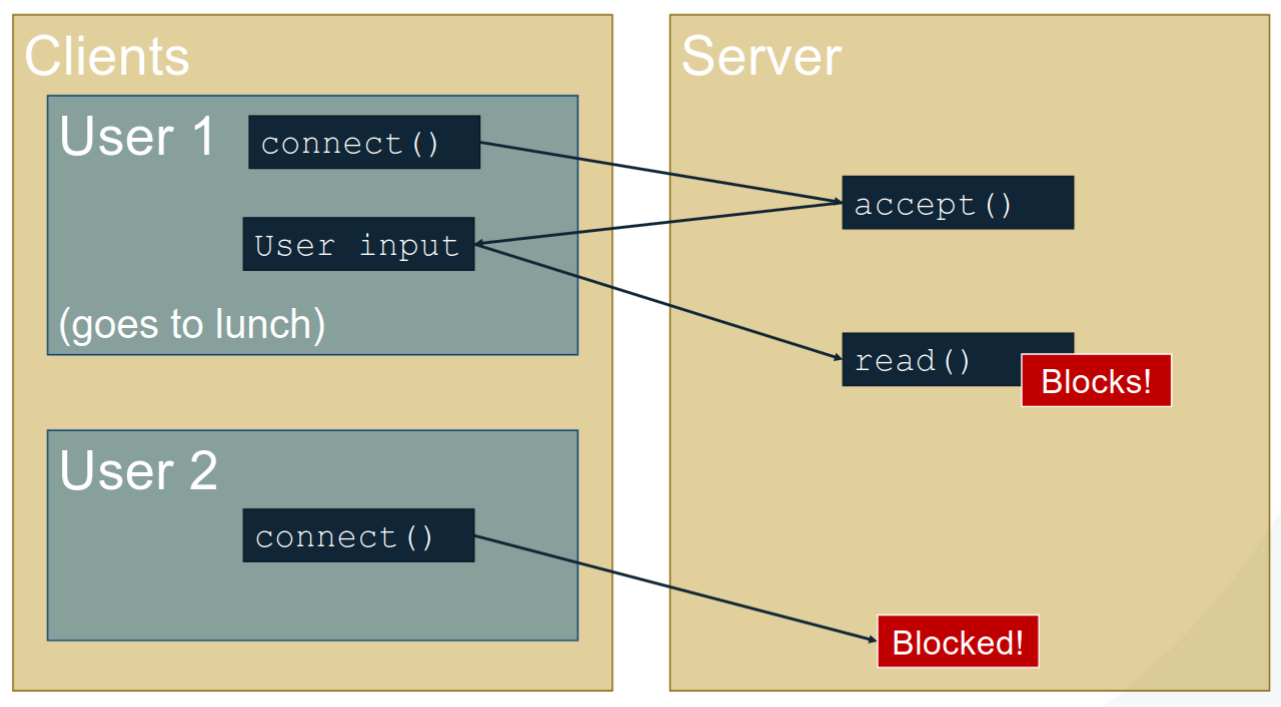 Clients
User 1
connect()
User input
(goes to lunch)
User 2
connect()
Server
accept()
read()
Blocks!
Blocked!